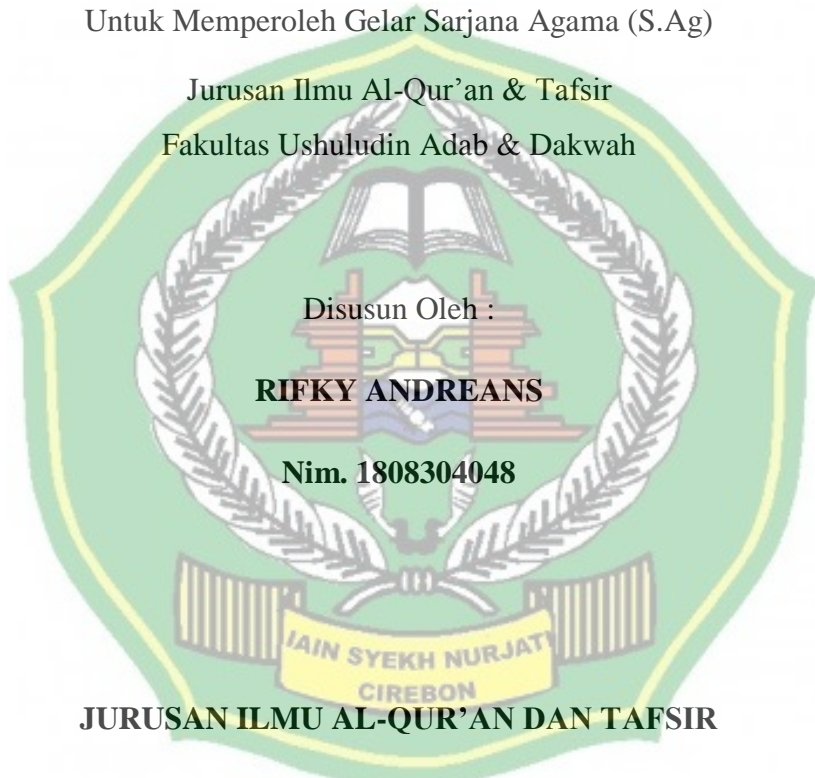 Untuk Memperoleh Gelar Sarjana Agama (S.Ag)
Jurusan Ilmu Al-Qur’an & Tafsir
Fakultas Ushuludin Adab & Dakwah
Disusun Oleh :
RIFKY ANDREANS
Nim. 1808304048
IAIN SYEKH NURJATI
CIREBON
JURUSAN ILMU AL-QUR’AN DAN TAFSIR